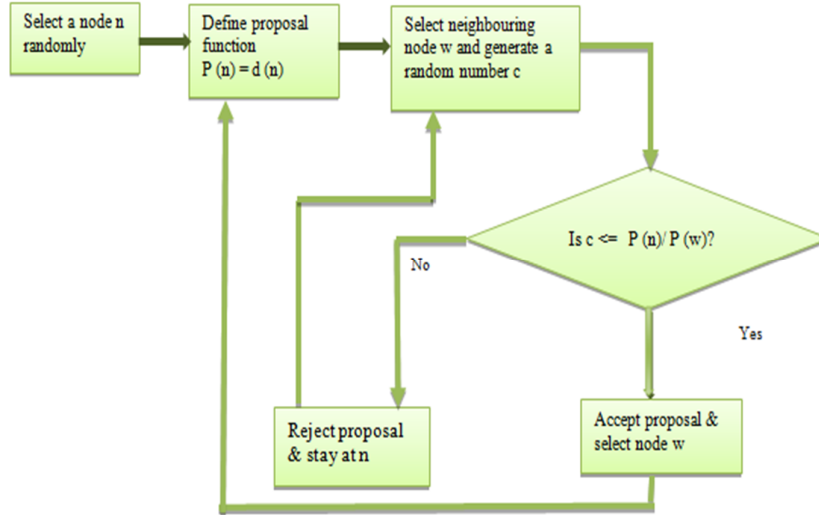 Select a node n
randomly
Define proposal
function
P (n) = d (n)
Select neighbouring
node w and generate a
random number c
Is c <= P (n)/ P (w)?
No
Yes
Reject proposal
& stay at n
Accept proposal &
select node w